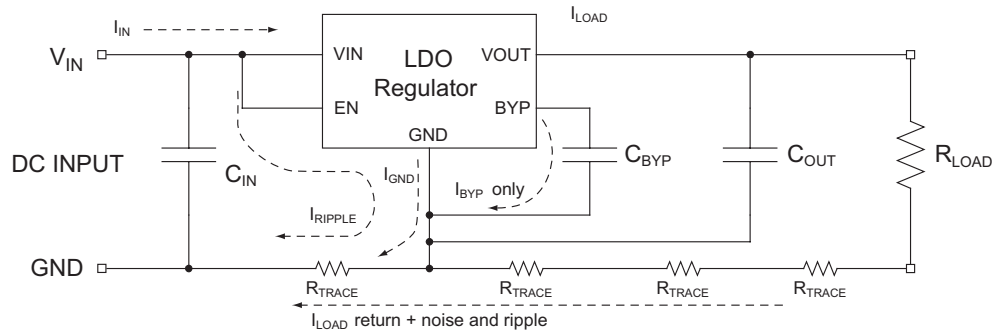 I_IN
I_LOAD
V_IN
VIN
LDO
Regulator
VOUT
EN
BYP
GND
DC INPUT
C_IN
I_GND
I_BYP only
C_BYP
C_OUT
R_LOAD
I_RIPPLE
GND
R_TRACE
R_TRACE
R_TRACE
R_TRACE
I_LOAD return + noise and ripple